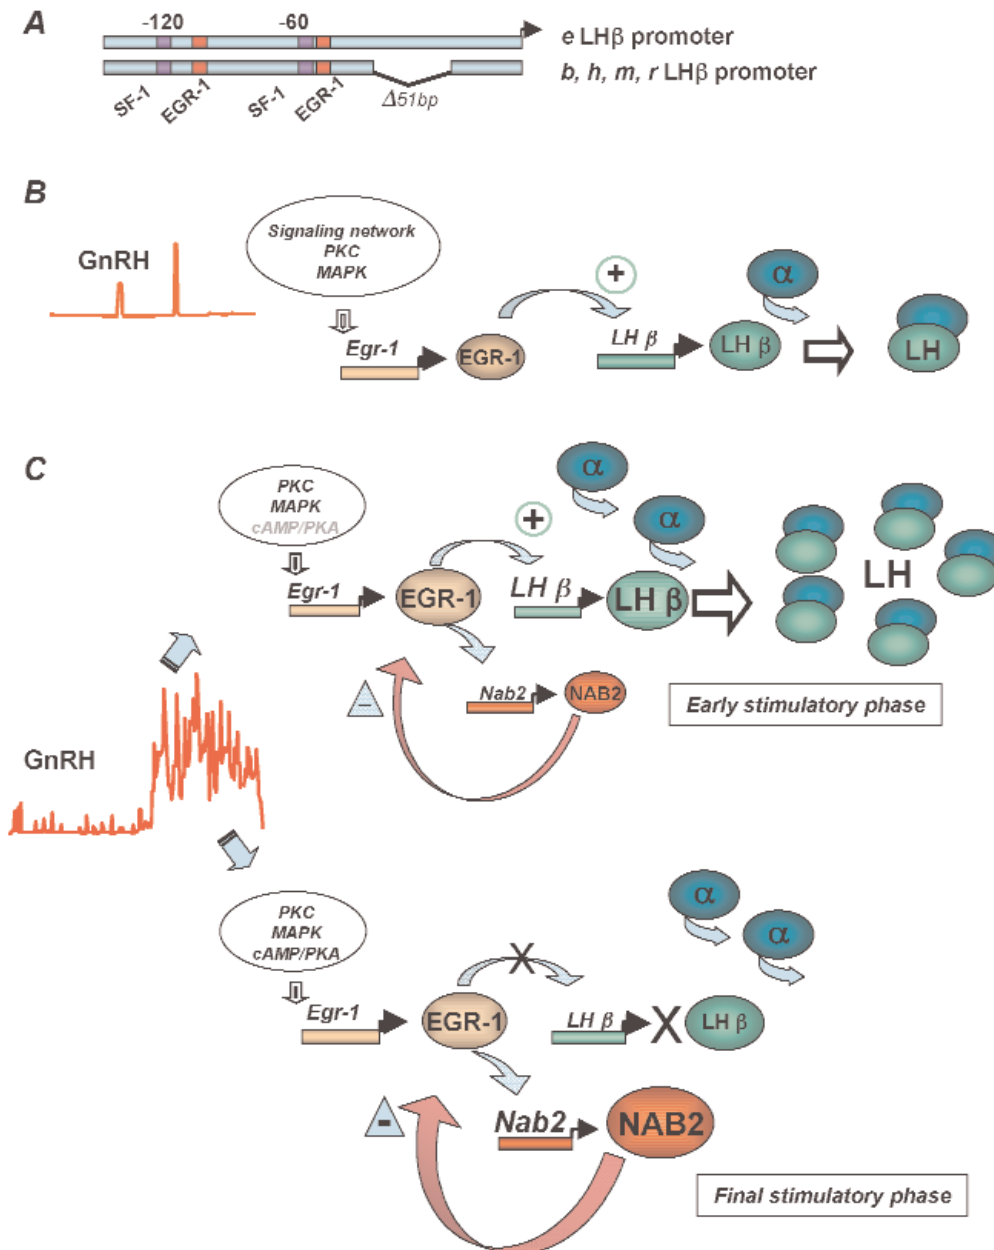 A
-120
-60
e LHβ promoter
b, h, m, r LHβ promoter
SF-1
EGR-1
SF-1
EGR-1
Δ51bp
B
GnRH
Signaling network
PKC
MAPK
+
α
Egr-1
EGR-1
LH β
LH β
LH
C
PKC
MAPK
cAMP/PKA
+
α
α
Egr-1
EGR-1
LH β
LH β
LH
−
Nab2
NAB2
Early stimulatory phase
GnRH
PKC
MAPK
cAMP/PKA
α
α
X
Egr-1
EGR-1
LH β
X
LH β
-
Nab2
NAB2
Final stimulatory phase